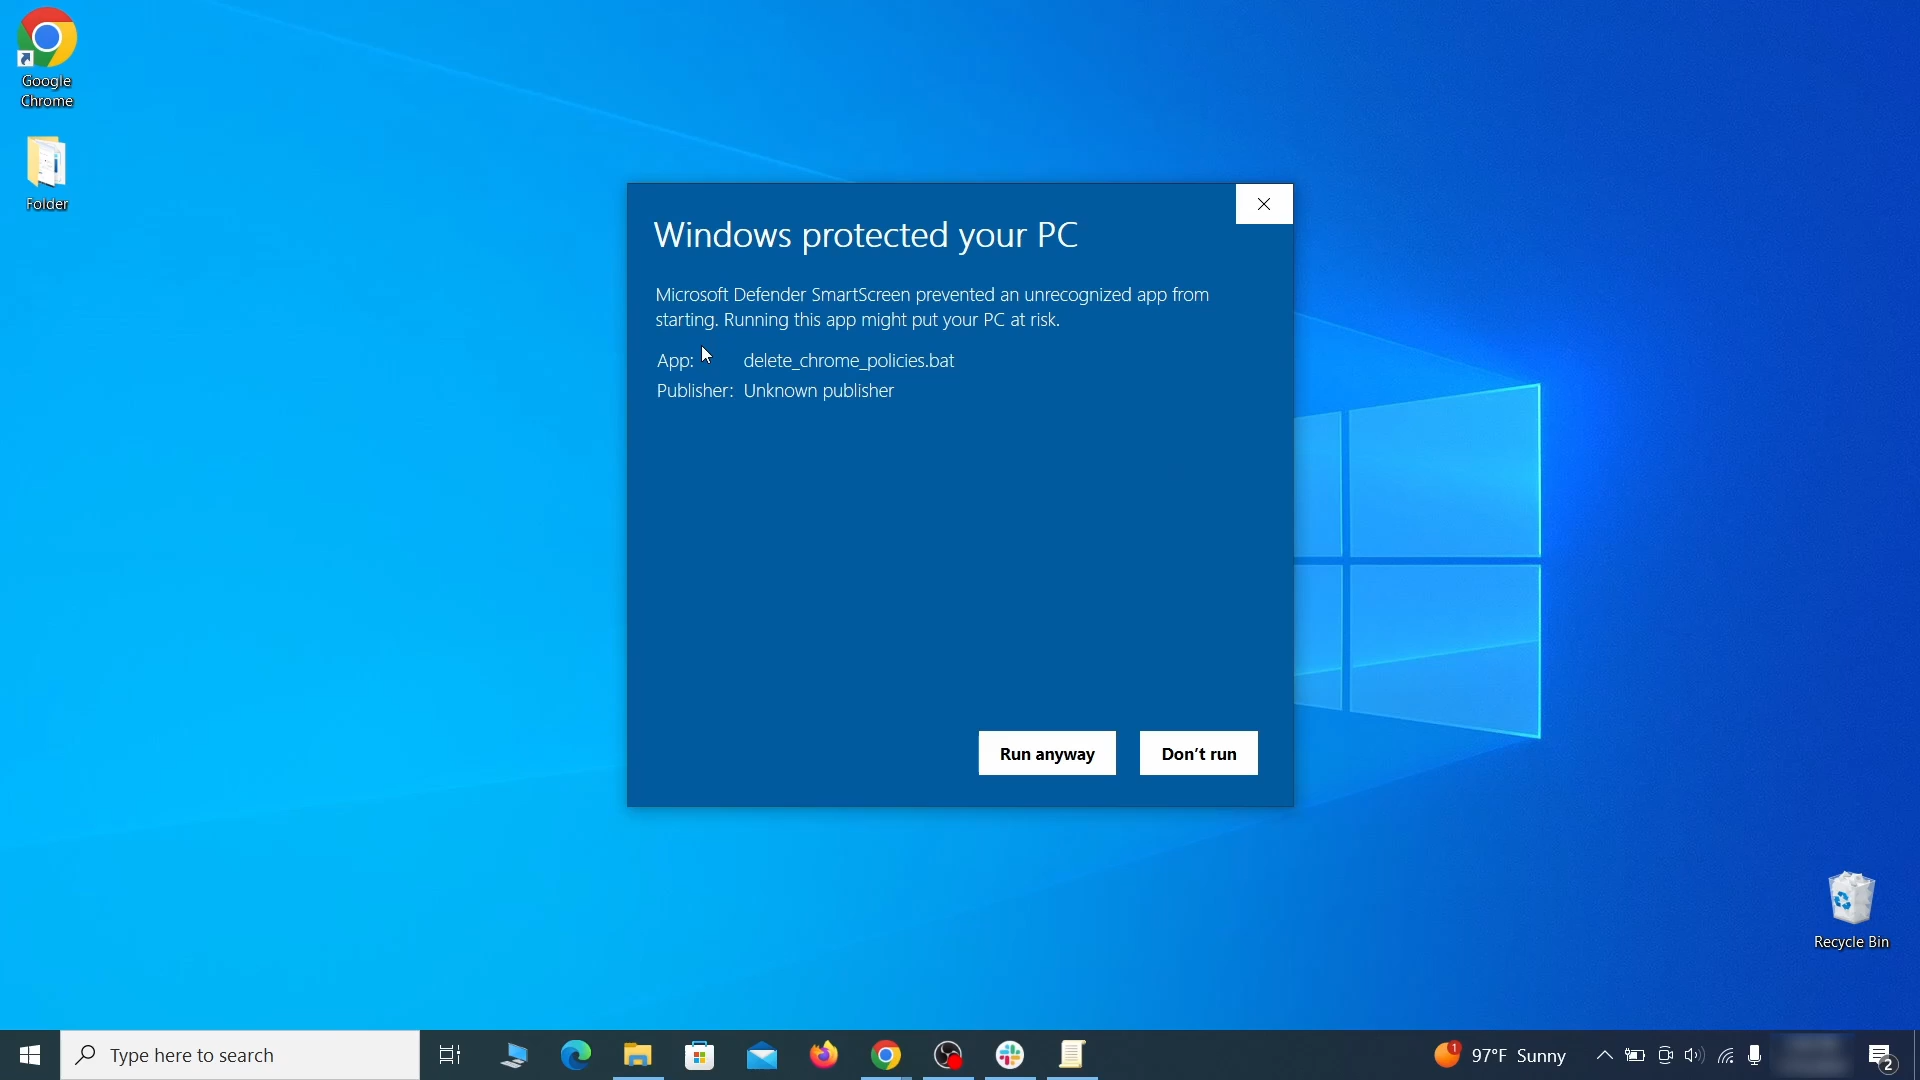 Google
Chrome
Folder
Windows protected your PC
Microsoft Defender SmartScreen prevented an unrecognized app from
starting. Running this app might put your PC at risk.
App: delete_chrome_policies.bat
Publisher: Unknown publisher
Run anyway
Don't run
Recycle Bin
Type here to search
1
97°F Sunny
2